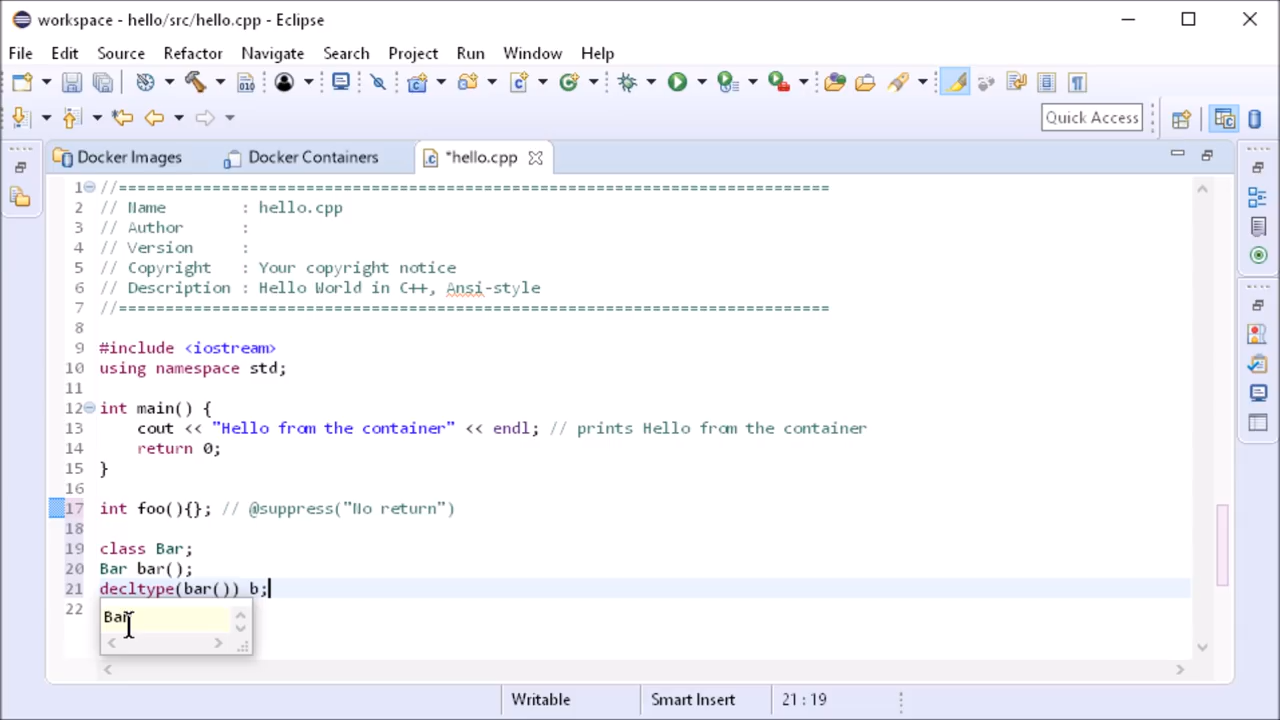 workspace - hello/src/hello.cpp - Eclipse
File Edit Source Refactor Navigate Search Project Run Window Help
Quick Access
Docker Images Docker Containers *hello.cpp
1 //============================================================================
2 // Name        : hello.cpp
3 // Author      :
4 // Version     :
5 // Copyright   : Your copyright notice
6 // Description : Hello World in C++, Ansi-style
7 //============================================================================
8
9 #include <iostream>
10 using namespace std;
11
12 int main() {
13     cout << "Hello from the container" << endl; // prints Hello from the container
14     return 0;
15 }
16
17 int foo(){}; // @suppress("No return")
18
19 class Bar;
20 Bar bar();
21 decltype(bar()) b;
22
Bar
Writable Smart Insert 21 : 19